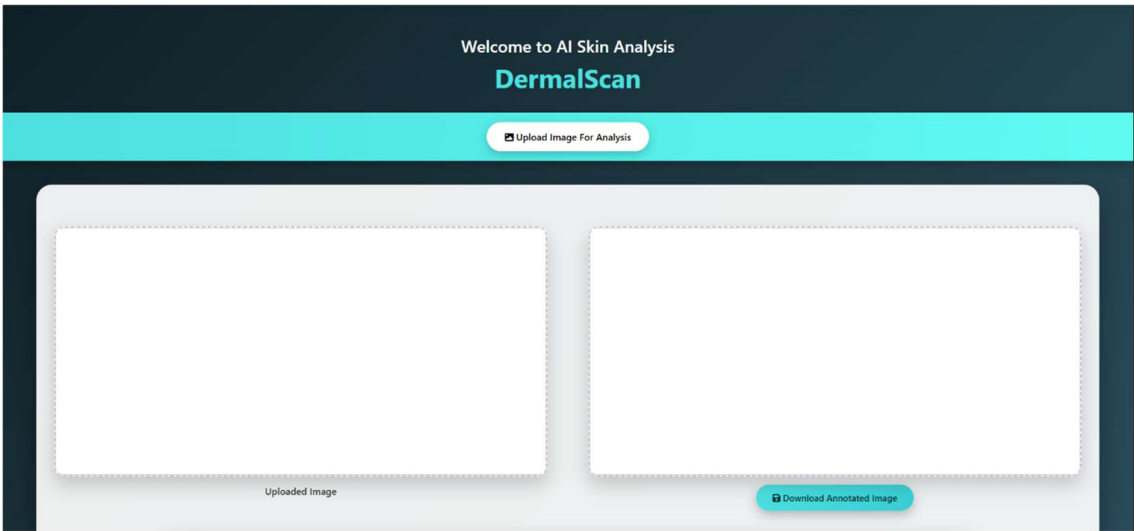 Welcome to AI Skin Analysis
DermalScan
Upload Image For Analysis
Uploaded Image
Download Annotated Image